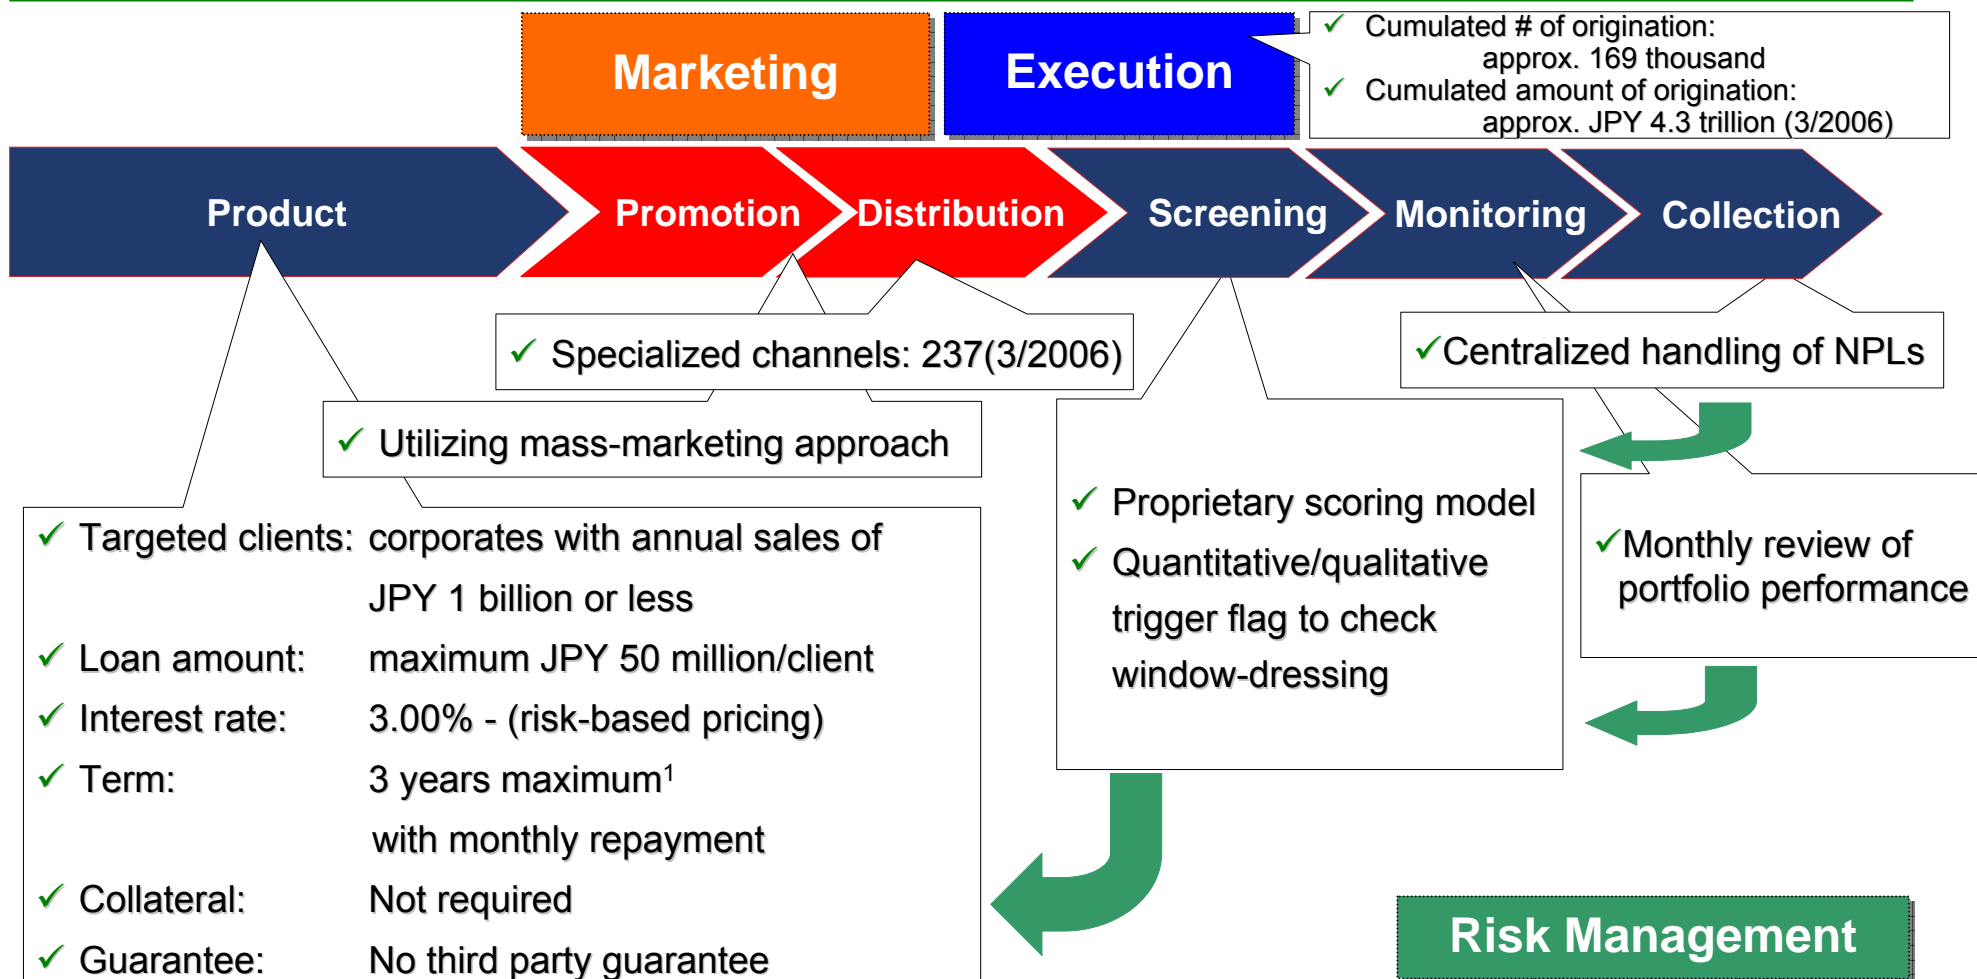 Marketing
Execution
✓ Cumulated # of origination:
approx. 169 thousand
✓ Cumulated amount of origination:
approx. JPY 4.3 trillion (3/2006)
Product
Promotion
Distribution
Screening
Monitoring
Collection
✓ Specialized channels: 237(3/2006)
✓ Centralized handling of NPLs
✓ Utilizing mass-marketing approach
✓ Targeted clients: corporates with annual sales of
JPY 1 billion or less
✓ Loan amount: maximum JPY 50 million/client
✓ Interest rate: 3.00% - (risk-based pricing)
✓ Term: 3 years maximum¹
with monthly repayment
✓ Collateral: Not required
✓ Guarantee: No third party guarantee
✓ Proprietary scoring model
✓ Quantitative/qualitative
trigger flag to check
window-dressing
✓ Monthly review of
portfolio performance
Risk Management